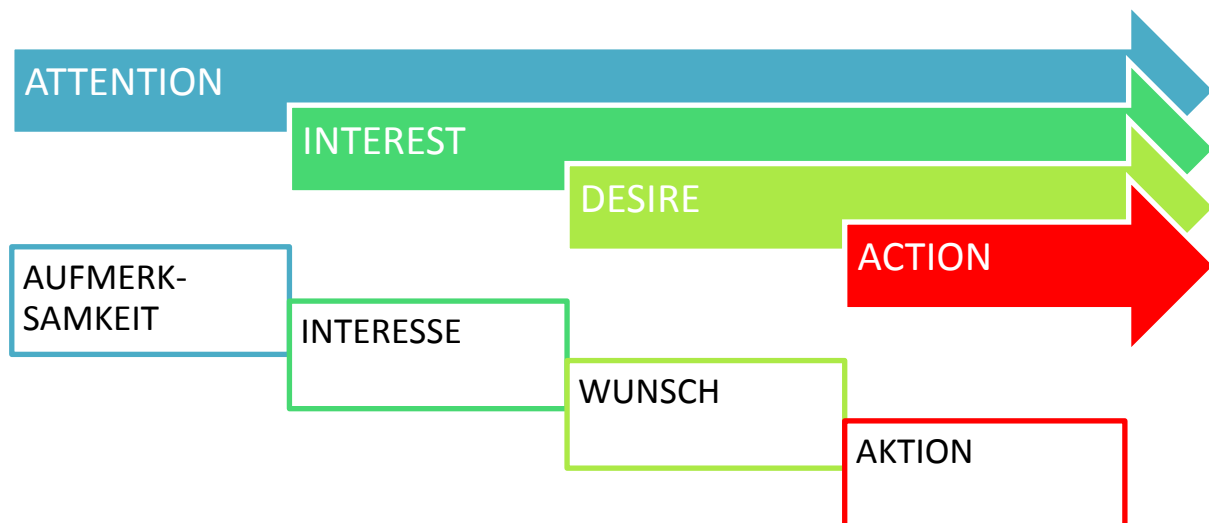 ATTENTION
INTEREST
DESIRE
ACTION
AUFMERK-
SAMKEIT
INTERESSE
WUNSCH
AKTION